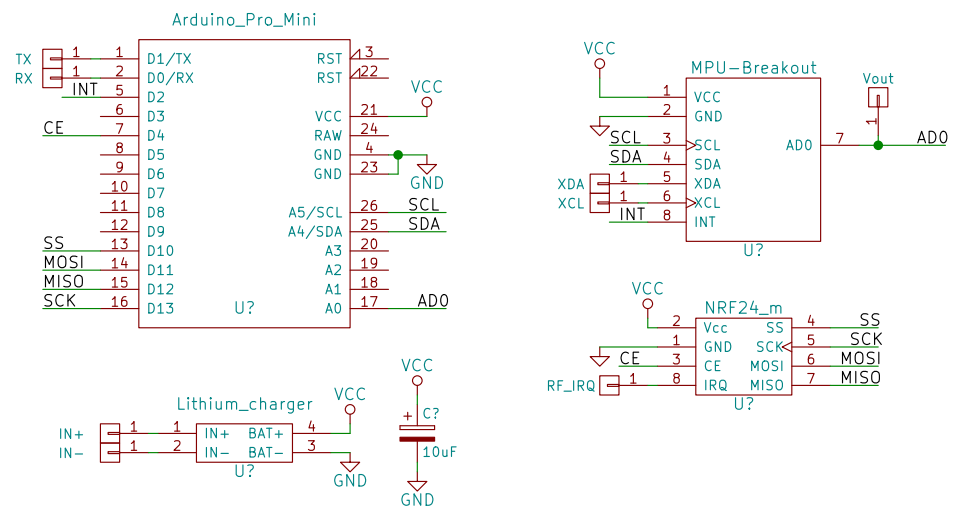 Arduino_Pro_Mini
TX 1 1 D1/TX RST 3
RX 1 2 D0/RX RST 22
INT 5 D2
6 D3 VCC 21 VCC
CE 7 D4 RAW 24
8 D5 GND 4
9 D6 GND 23 GND
10 D7
11 D8 A5/SCL 26 SCL
12 D9 A4/SDA 25 SDA
SS 13 D10 A3 20
MOSI 14 D11 A2 19
MISO 15 D12 A1 18
SCK 16 D13 U? A0 17 AD0
VCC MPU-Breakout Vout
1 VCC 1
2 GND
SCL 3 SCL AD0 7 AD0
SDA 4 SDA
XDA 1 5 XDA
XCL 1 6 XCL
INT 8 INT
U?
VCC NRF24_m
2 Vcc SS 4 SS
1 GND SCK 5 SCK
CE 3 CE MOSI 6 MOSI
RF_IRQ 1 8 IRQ MISO 7 MISO
U?
Lithium_charger VCC
IN+ 1 1 IN+ BAT+ 4
IN- 1 2 IN- BAT- 3
U? GND
VCC
+ C?
10uF
GND